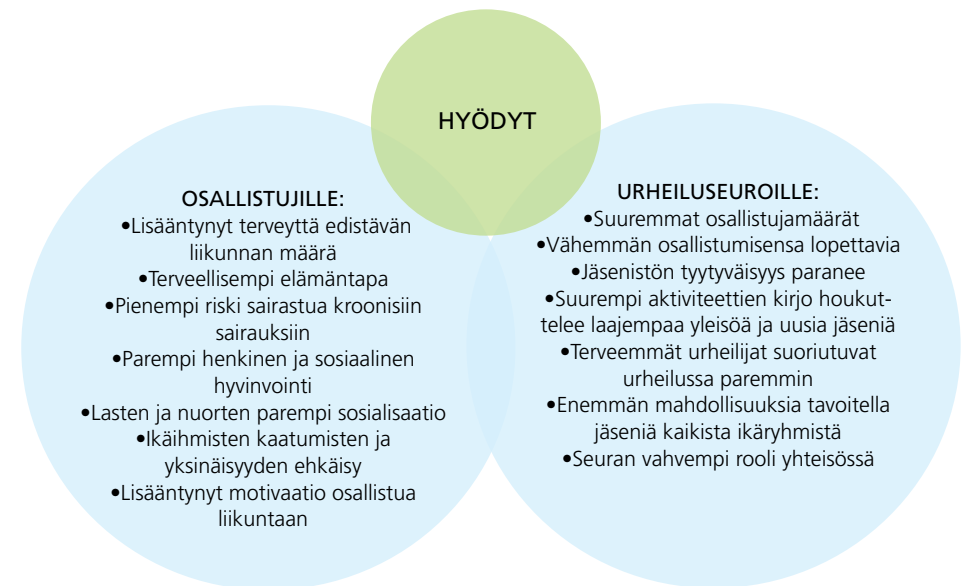 HYÖDYT
OSALLISTUJILLE:
•Lisääntynyt terveyttä edistävän
liikunnan määrä
•Terveellisempi elämäntapa
•Pienempi riski sairastua kroonisiin
sairauksiin
•Parempi henkinen ja sosiaalinen
hyvinvointi
•Lasten ja nuorten parempi sosialisaatio
•Ikäihmisten kaatumisten ja
yksinäisyyden ehkäisy
•Lisääntynyt motivaatio osallistua
liikuntaan
URHEILUSEUROILLE:
•Suuremmat osallistujamäärät
•Vähemmän osallistumisensa lopettavia
•Jäsenistön tyytyväisyys paranee
•Suurempi aktiviteettien kirjo houkut-
telee laajempaa yleisöä ja uusia jäseniä
•Terveemmät urheilijat suoriutuvat
urheilussa paremmin
•Enemmän mahdollisuuksia tavoitella
jäseniä kaikista ikäryhmistä
•Seuran vahvempi rooli yhteisössä